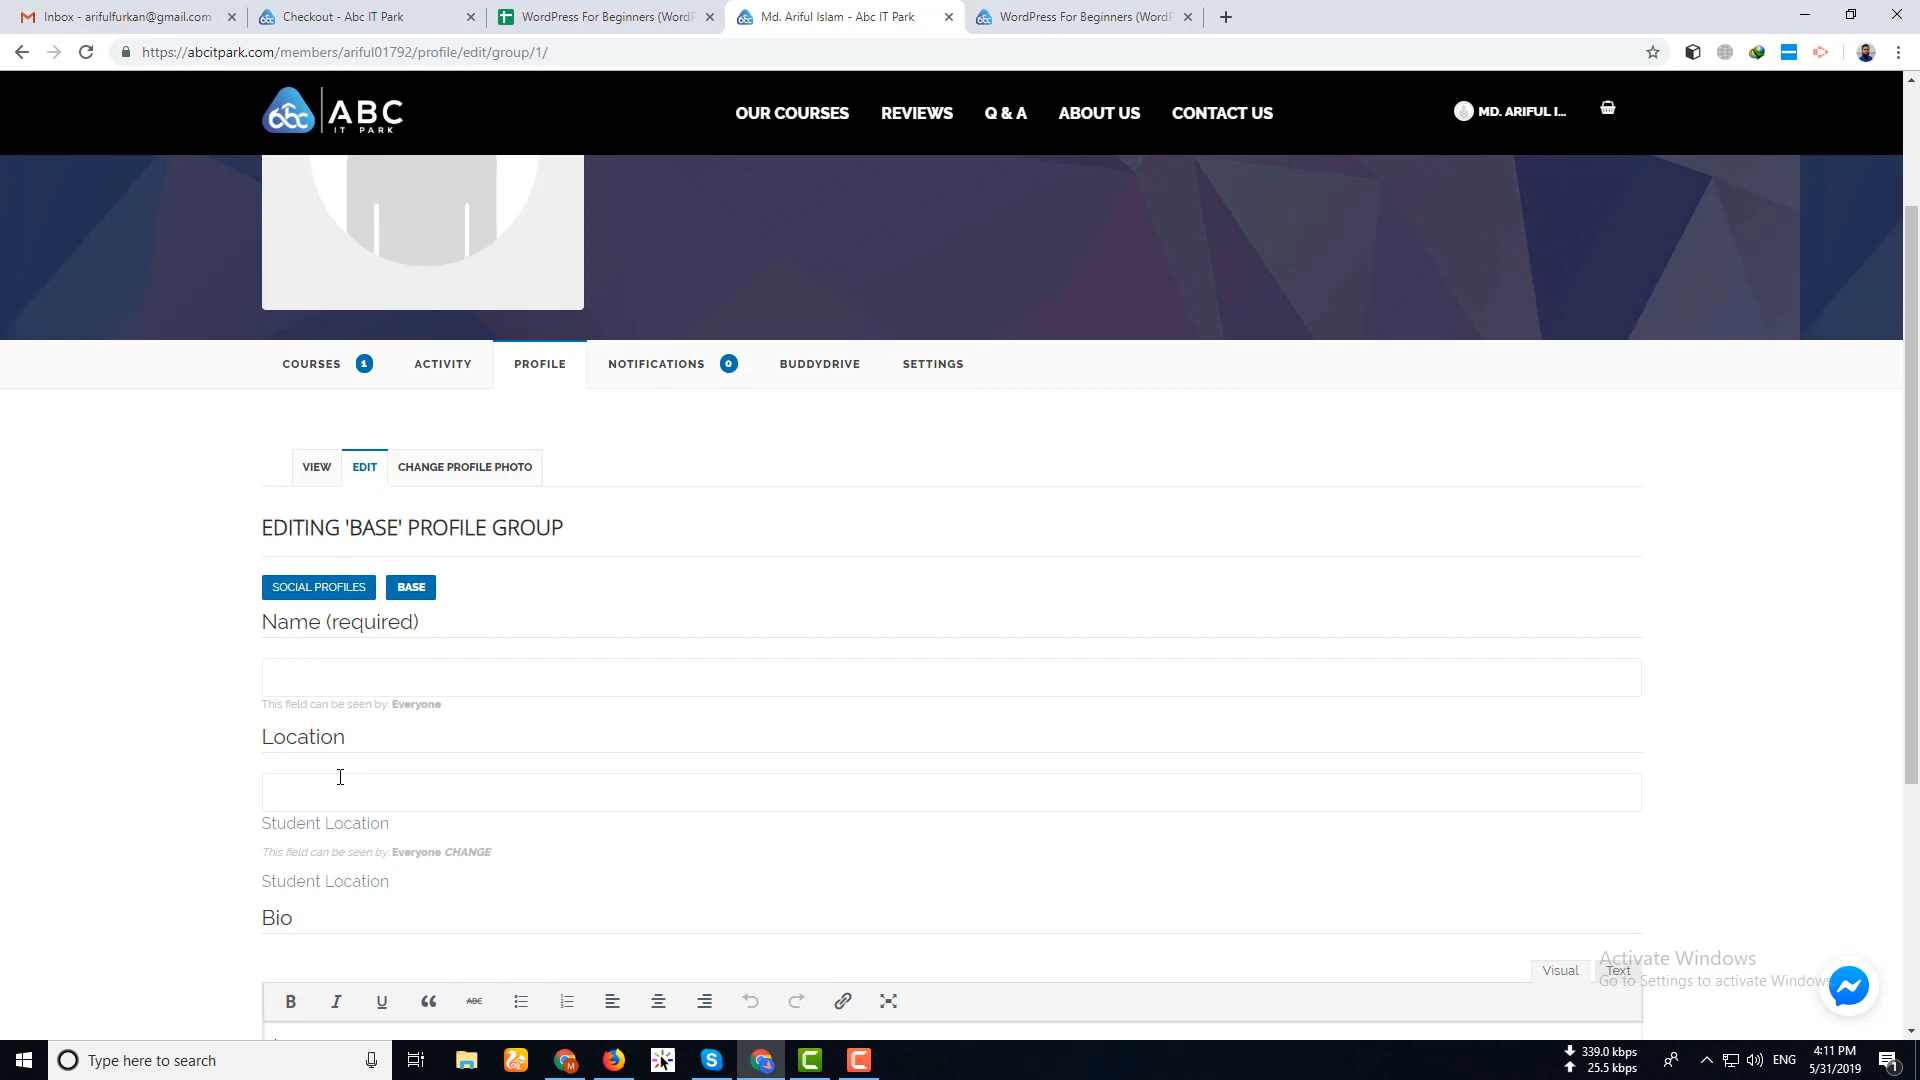 Inbox - arifulfurkan@gmail.com
Checkout - Abc IT Park
WordPress For Beginners (WordP
Md. Ariful Islam - Abc IT Park
WordPress For Beginners (WordP
https://abcitpark.com/members/ariful01792/profile/edit/group/1/
abc ABC
IT PARK
OUR COURSES
REVIEWS
Q & A
ABOUT US
CONTACT US
MD. ARIFUL I...
COURSES 1
ACTIVITY
PROFILE
NOTIFICATIONS 0
BUDDYDRIVE
SETTINGS
VIEW
EDIT
CHANGE PROFILE PHOTO
EDITING 'BASE' PROFILE GROUP
SOCIAL PROFILES
BASE
Name (required)
This field can be seen by: Everyone
Location
Student Location
This field can be seen by: Everyone CHANGE
Student Location
Bio
Visual
Text
Activate Windows
Go to Settings to activate Windows
B I U ABC
Type here to search
339.0 kbps
25.5 kbps
ENG
4:11 PM
5/31/2019
1